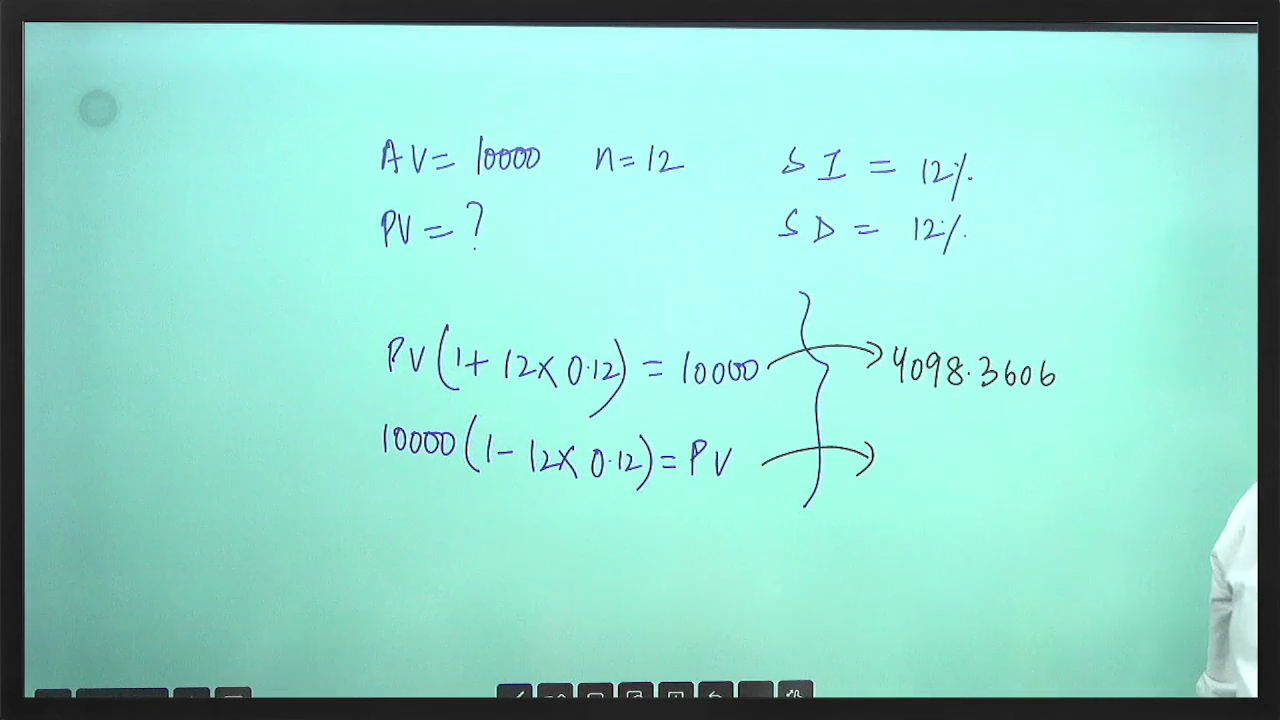 AV = 10000 n = 12 SI = 12%
PV = ? SD = 12%
PV (1 + 12 × 0.12) = 10000 → 4098.3606
10000 (1 - 12 × 0.12) = PV →